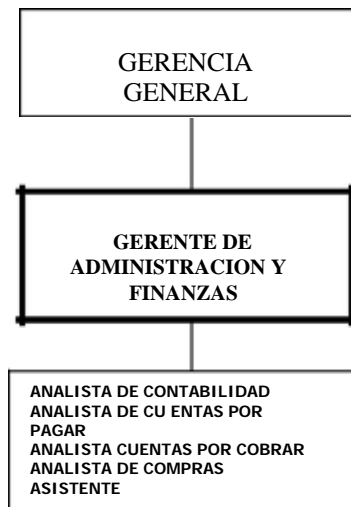 GERENCIA
GENERAL
GERENTE DE
ADMINISTRACION Y
FINANZAS
ANALISTA DE CONTABILIDAD
ANALISTA DE CU ENTAS POR
PAGAR
ANALISTA CUENTAS POR COBRAR
ANALISTA DE COMPRAS
ASISTENTE